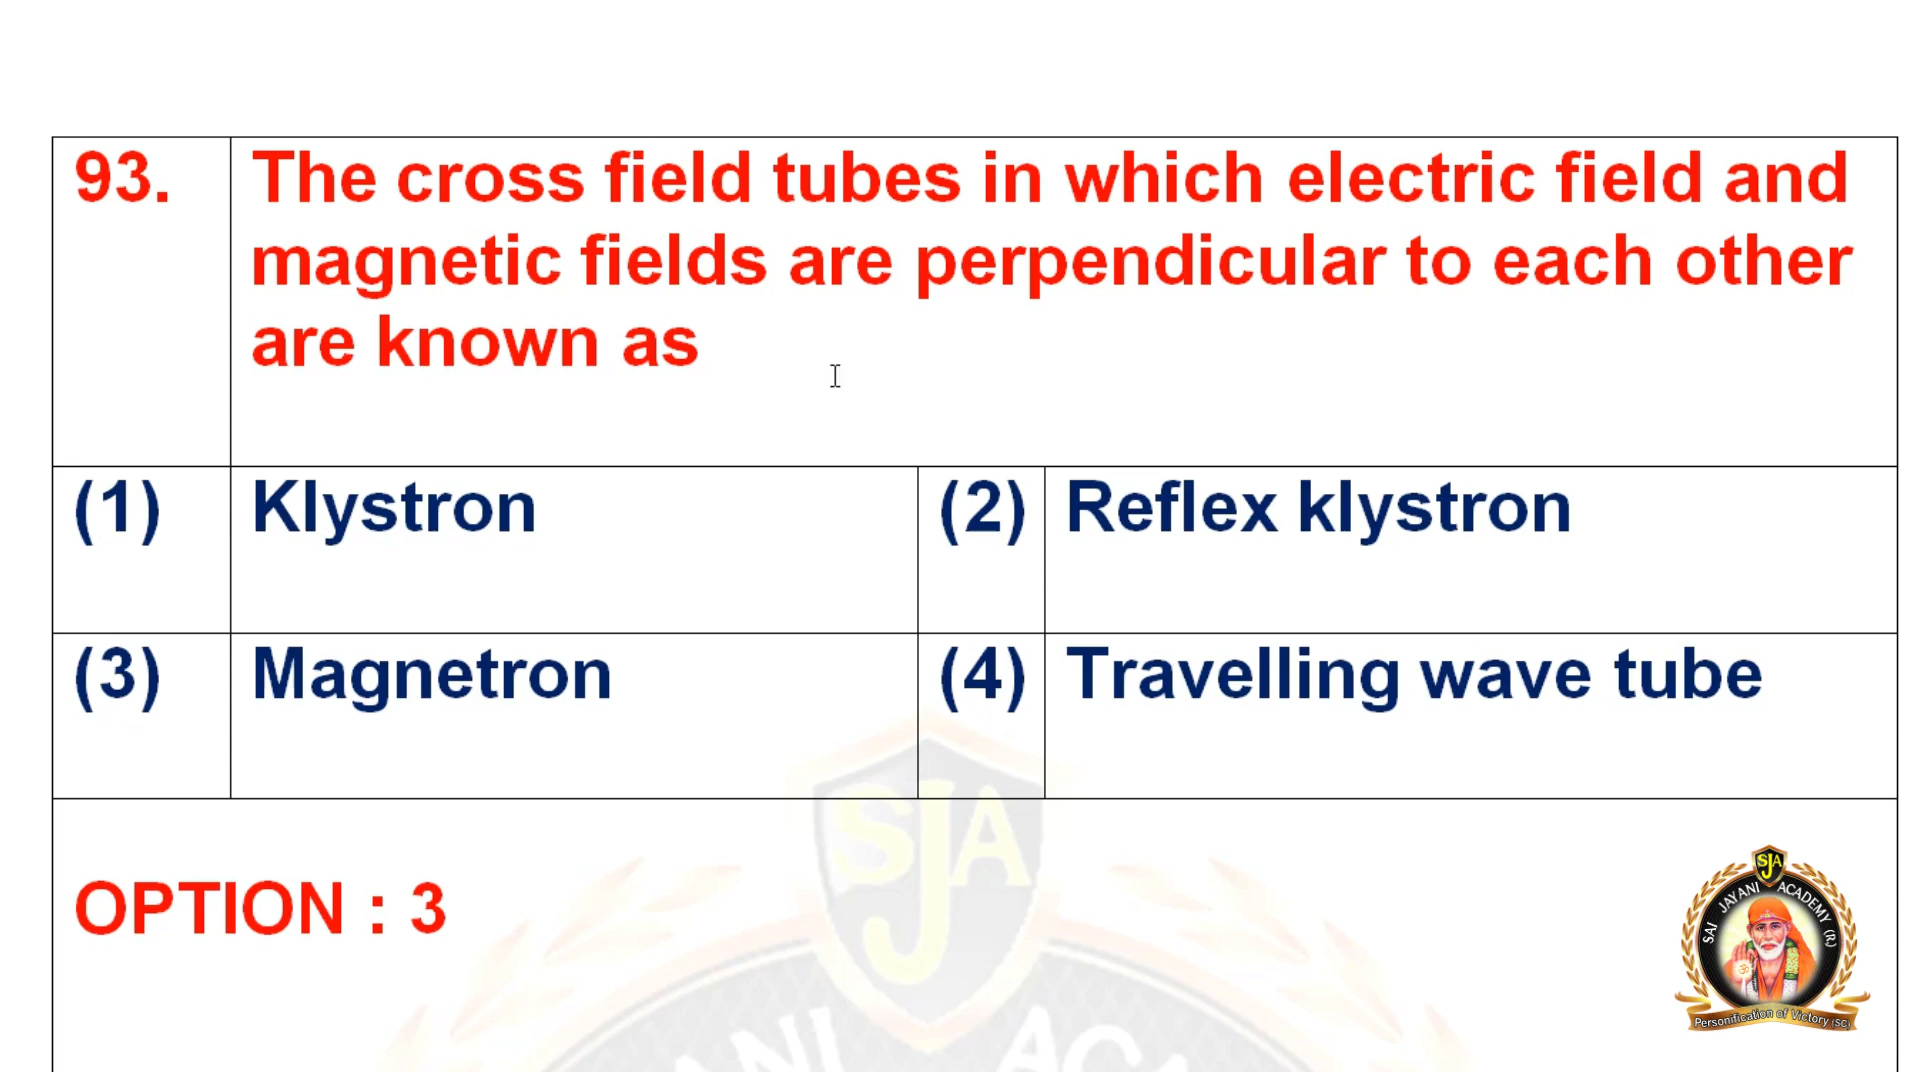 93. The cross field tubes in which electric field and
magnetic fields are perpendicular to each other
are known as
(1) Klystron (2) Reflex klystron
(3) Magnetron (4) Travelling wave tube
SJA
OPTION : 3
SJA
SAI JAYANI ACADEMY (R)
Personification of Victory (SC)